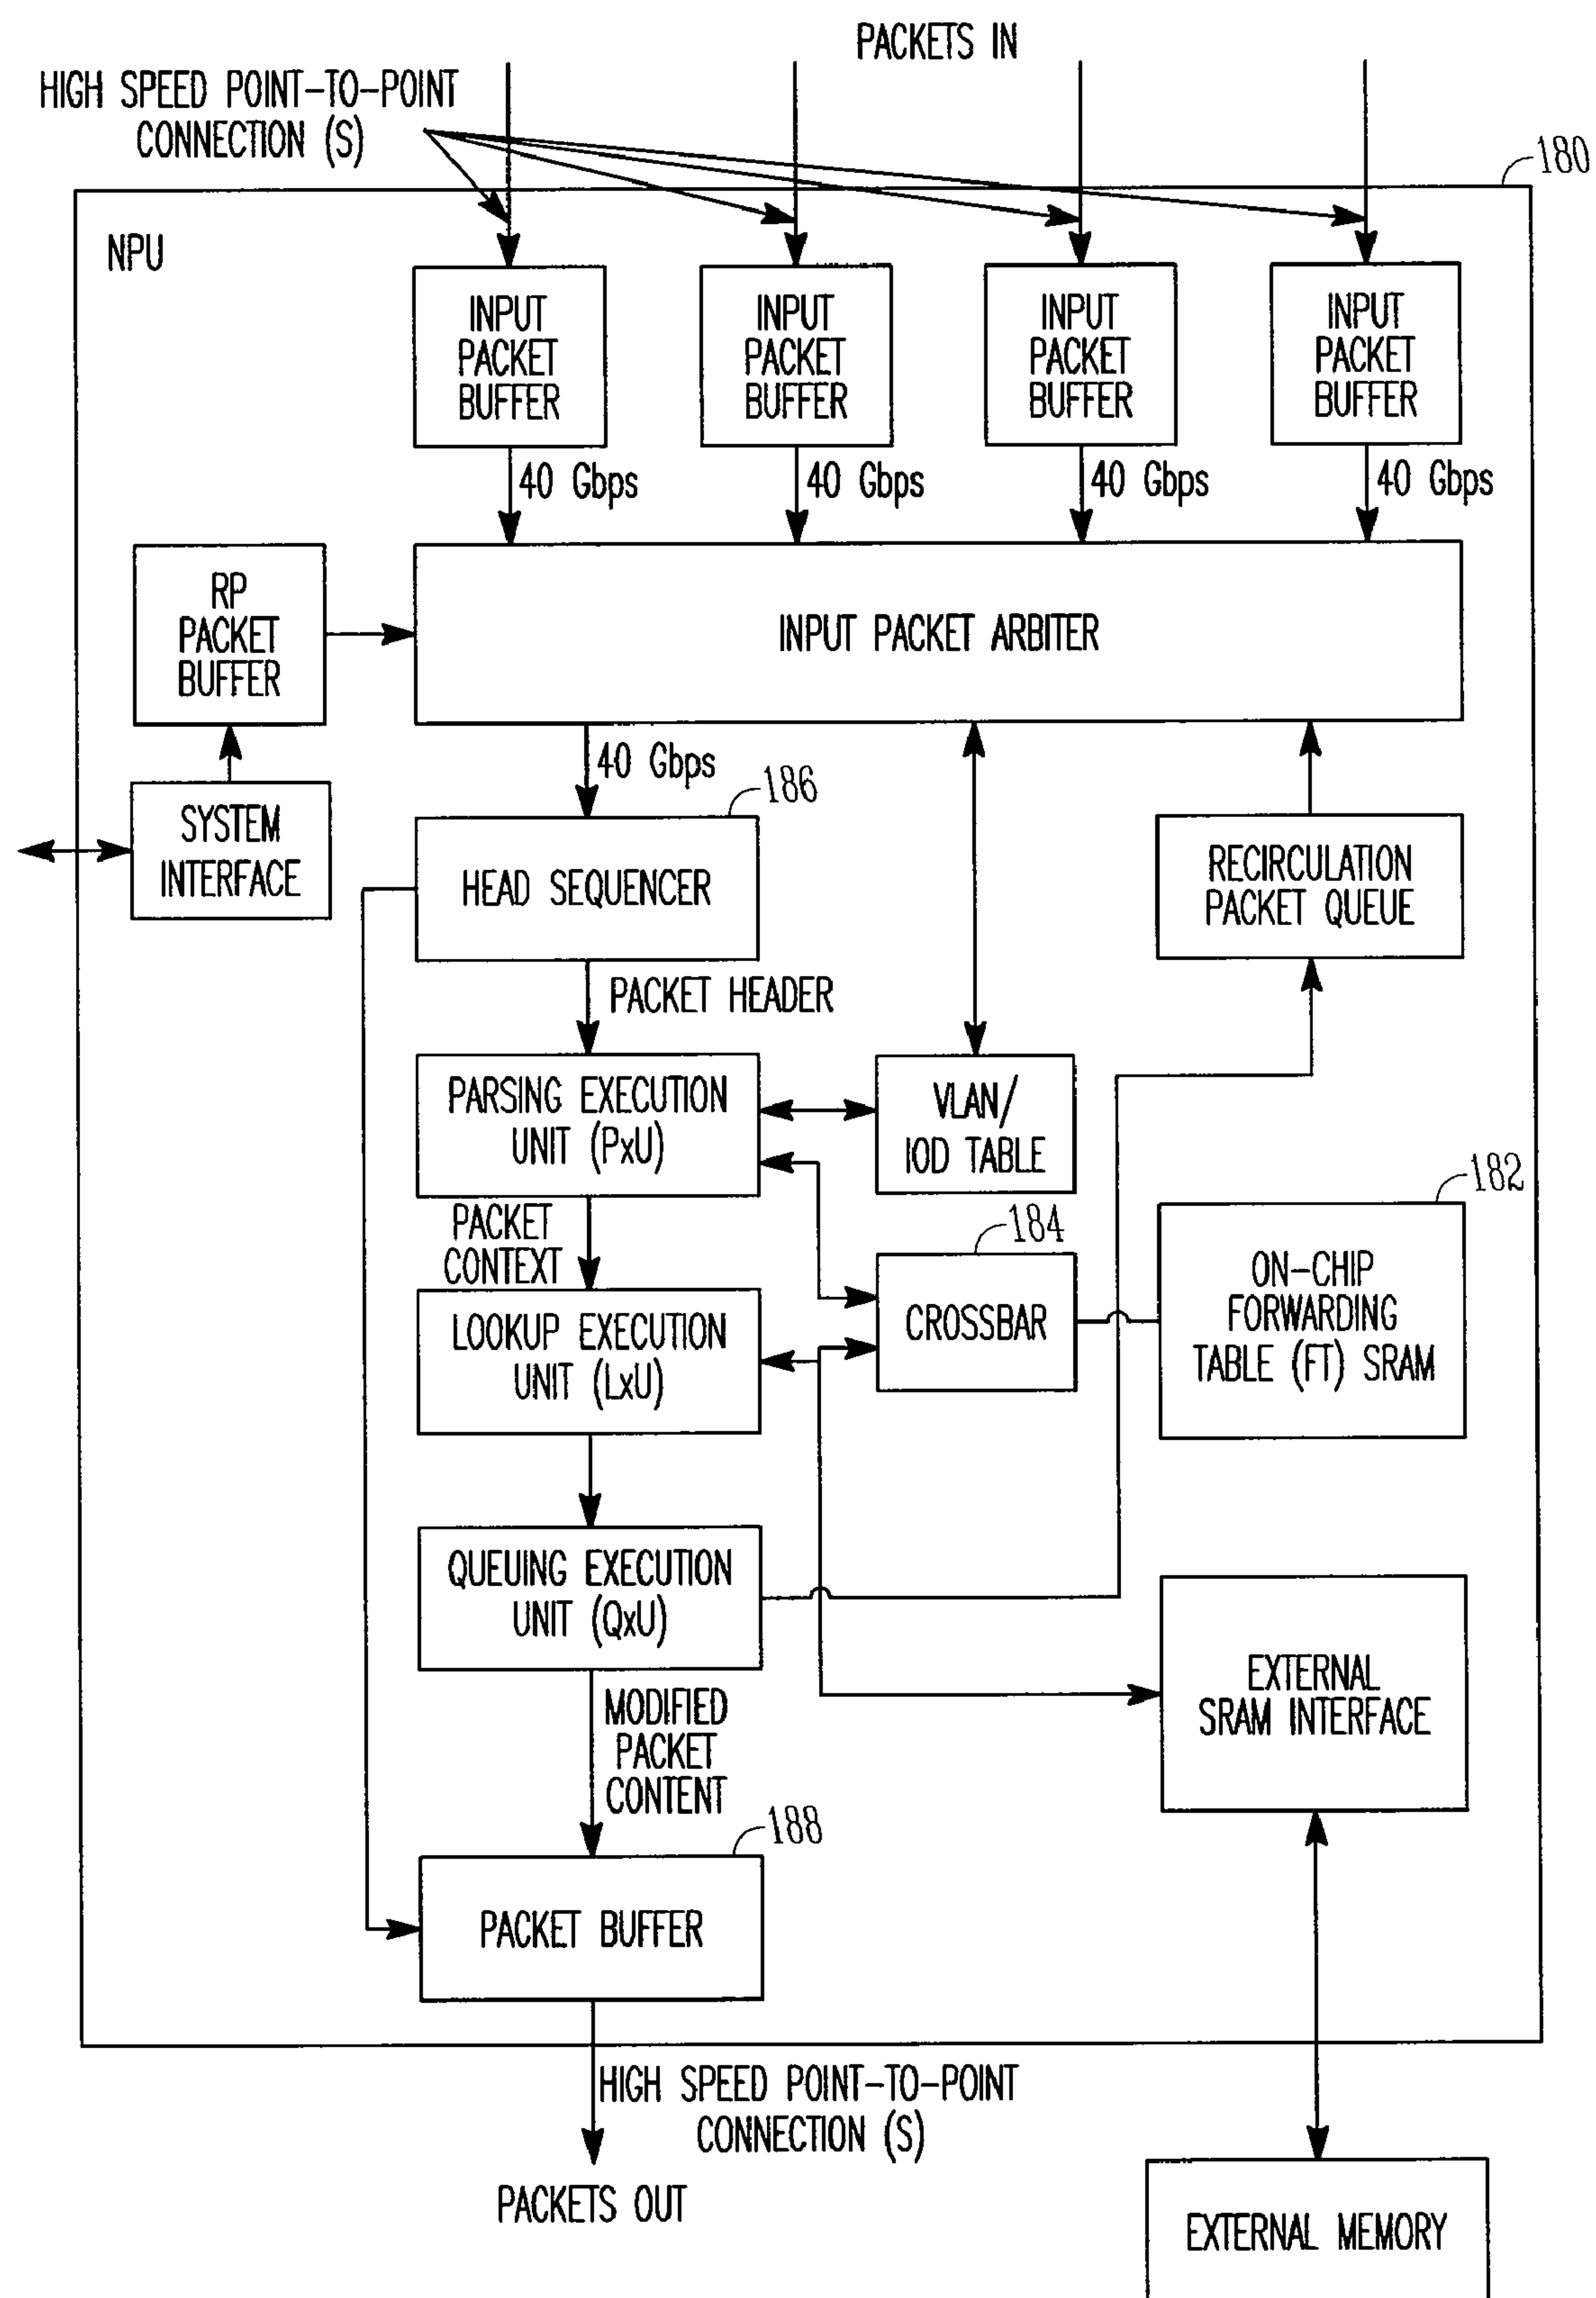 PACKETS IN
HIGH SPEED POINT-TO-POINT
CONNECTION (S)
180
NPU
INPUT
PACKET
BUFFER
INPUT
PACKET
BUFFER
INPUT
PACKET
BUFFER
INPUT
PACKET
BUFFER
40 Gbps
40 Gbps
40 Gbps
40 Gbps
RP
PACKET
BUFFER
INPUT PACKET ARBITER
40 Gbps
186
SYSTEM
INTERFACE
HEAD SEQUENCER
RECIRCULATION
PACKET QUEUE
PACKET HEADER
PARSING EXECUTION
UNIT (PxU)
VLAN/
IOD TABLE
182
PACKET
CONTEXT
184
ON-CHIP
FORWARDING
TABLE (FT) SRAM
LOOKUP EXECUTION
UNIT (LxU)
CROSSBAR
QUEUING EXECUTION
UNIT (QxU)
EXTERNAL
SRAM INTERFACE
MODIFIED
PACKET
CONTENT
188
PACKET BUFFER
HIGH SPEED POINT-TO-POINT
CONNECTION (S)
PACKETS OUT
EXTERNAL MEMORY